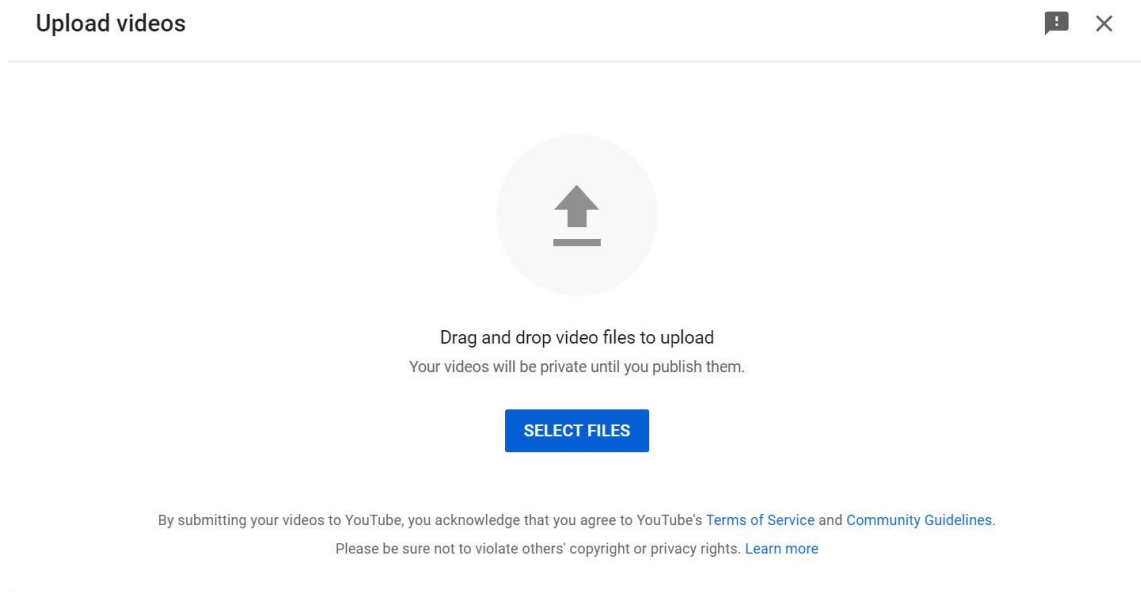 Upload videos
Drag and drop video files to upload
Your videos will be private until you publish them.
SELECT FILES
By submitting your videos to YouTube, you acknowledge that you agree to YouTube's Terms of Service and Community Guidelines.
Please be sure not to violate others' copyright or privacy rights. Learn more